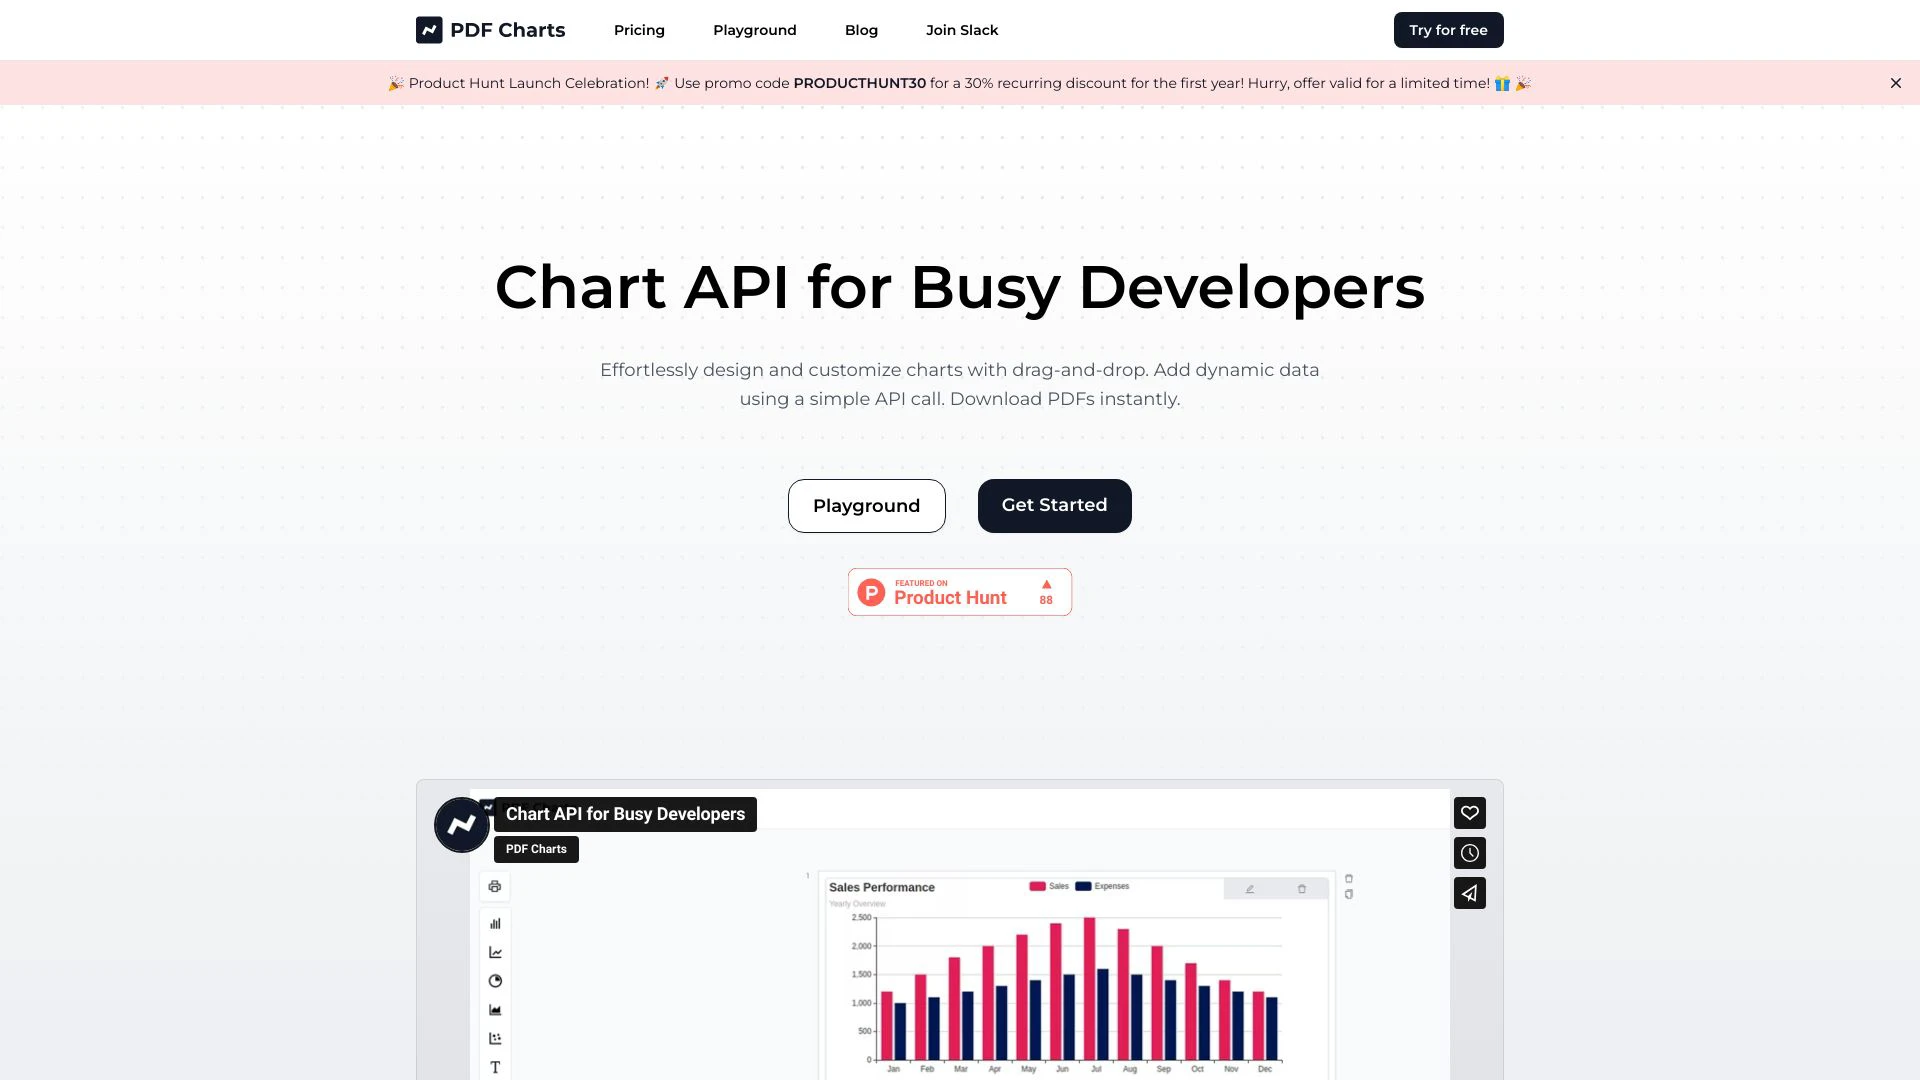 PDF Charts
Pricing
Playground
Blog
Join Slack
Try for free
🎉 Product Hunt Launch Celebration! 🚀 Use promo code PRODUCTHUNT30 for a 30% recurring discount for the first year! Hurry, offer valid for a limited time! 🎁 🎉
Chart API for Busy Developers
Effortlessly design and customize charts with drag-and-drop. Add dynamic data
using a simple API call. Download PDFs instantly.
Playground
Get Started
P
FEATURED ON
Product Hunt
88
Chart API for Busy Developers
PDF Charts
1
Sales Performance
Sales
Expenses
Yearly Overview
2,500
2,000
1,500
1,000
500
0
Jan Feb Mar Apr May Jun Jul Aug Sep Oct Nov Dec
T